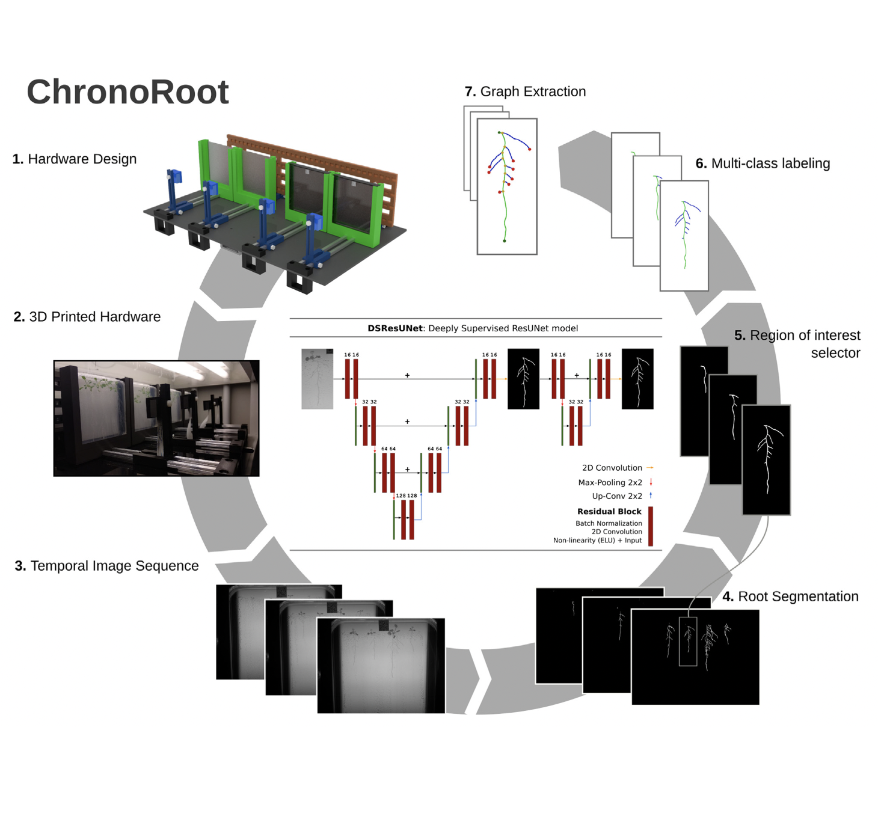 ChronoRoot
1. Hardware Design
2. 3D Printed Hardware
3. Temporal Image Sequence
4. Root Segmentation
5. Region of interest
selector
6. Multi-class labeling
7. Graph Extraction
DSResUNet: Deeply Supervised ResUNet model
16 16
16 16
16 16
16 16
32 32
32 32
32 32
64 64
64 64
128 128
+
+
+
+
2D Convolution
Max-Pooling 2x2
Up-Conv 2x2
Residual Block
Batch Normalization
2D Convolution
Non-linearity (ELU) + Input